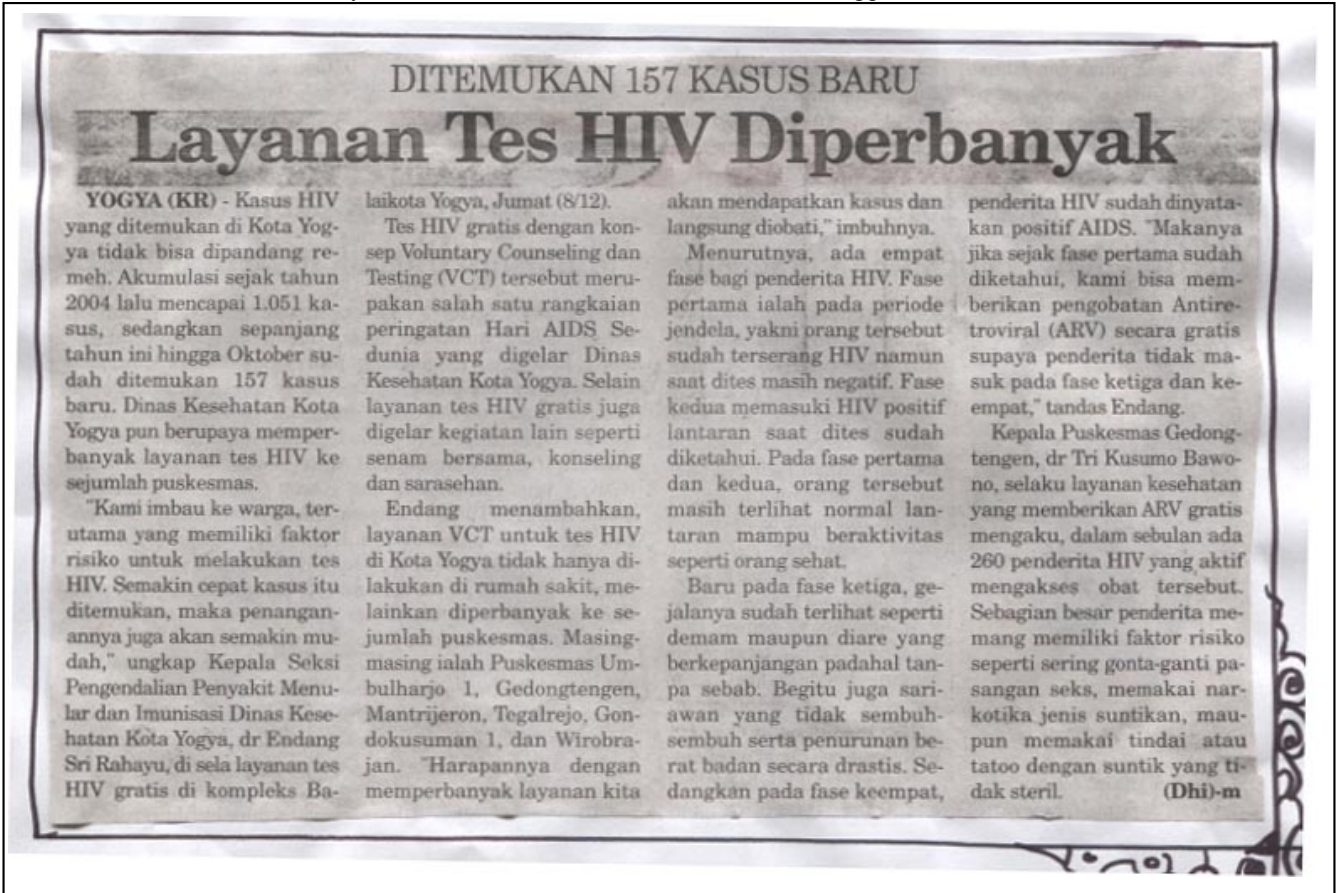 DITEMUKAN 157 KASUS BARU
Layanan Tes HIV Diperbanyak
YOGYA (KR) - Kasus HIV
yang ditemukan di Kota Yog-
ya tidak bisa dipandang re-
meh. Akumulasi sejak tahun
2004 lalu mencapai 1.051 ka-
sus, sedangkan sepanjang
tahun ini hingga Oktober su-
dah ditemukan 157 kasus
baru. Dinas Kesehatan Kota
Yogya pun berupaya memper-
banyak layanan tes HIV ke
sejumlah puskesmas.
"Kami imbau ke warga, ter-
utama yang memiliki faktor
risiko untuk melakukan tes
HIV. Semakin cepat kasus itu
ditemukan, maka penangan-
annya juga akan semakin mu-
dah," ungkap Kepala Seksi
Pengendalian Penyakit Menu-
lar dan Imunisasi Dinas Kese-
hatan Kota Yogya, dr Endang
Sri Rahayu, di sela layanan tes
HIV gratis di kompleks Ba-
laikota Yogya, Jumat (8/12).
Tes HIV gratis dengan kon-
sep Voluntary Counseling dan
Testing (VCT) tersebut meru-
pakan salah satu rangkaian
peringatan Hari AIDS Se-
dunia yang digelar Dinas
Kesehatan Kota Yogya. Selain
layanan tes HIV gratis juga
digelar kegiatan lain seperti
senam bersama, konseling
dan sarasehan.
Endang menambahkan,
layanan VCT untuk tes HIV
di Kota Yogya tidak hanya di-
lakukan di rumah sakit, me-
lainkan diperbanyak ke se-
jumlah puskesmas. Masing-
masing ialah Puskesmas Um-
bulharjo 1, Gedongtengen,
Mantrijeron, Tegalrejo, Gon-
dokusuman 1, dan Wirobra-
jan. "Harapannya dengan
memperbanyak layanan kita
akan mendapatkan kasus dan
langsung diobati," imbuhnya.
Menurutnya, ada empat
fase bagi penderita HIV. Fase
pertama ialah pada periode
jendela, yakni orang tersebut
sudah terserang HIV namun
saat dites masih negatif. Fase
kedua memasuki HIV positif
lantaran saat dites sudah
diketahui. Pada fase pertama
dan kedua, orang tersebut
masih terlihat normal lan-
taran mampu beraktivitas
seperti orang sehat.
Baru pada fase ketiga, ge-
jalanya sudah terlihat seperti
demam maupun diare yang
berkepanjangan padahal tan-
pa sebab. Begitu juga sari-
awan yang tidak sembuh-
sembuh serta penurunan be-
rat badan secara drastis. Se-
dangkan pada fase keempat,
penderita HIV sudah dinyata-
kan positif AIDS. "Makanya
jika sejak fase pertama sudah
diketahui, kami bisa mem-
berikan pengobatan Antire-
troviral (ARV) secara gratis
supaya penderita tidak ma-
suk pada fase ketiga dan ke-
empat," tandas Endang.
Kepala Puskesmas Gedong-
tengen, dr Tri Kusumo Bawo-
no, selaku layanan kesehatan
yang memberikan ARV gratis
mengaku, dalam sebulan ada
260 penderita HIV yang aktif
mengakses obat tersebut.
Sebagian besar penderita me-
mang memiliki faktor risiko
seperti sering gonta-ganti pa-
sangan seks, memakai nar-
kotika jenis suntikan, mau-
pun memakai tindai atau
tatoo dengan suntik yang ti-
dak steril. (Dhi)-m